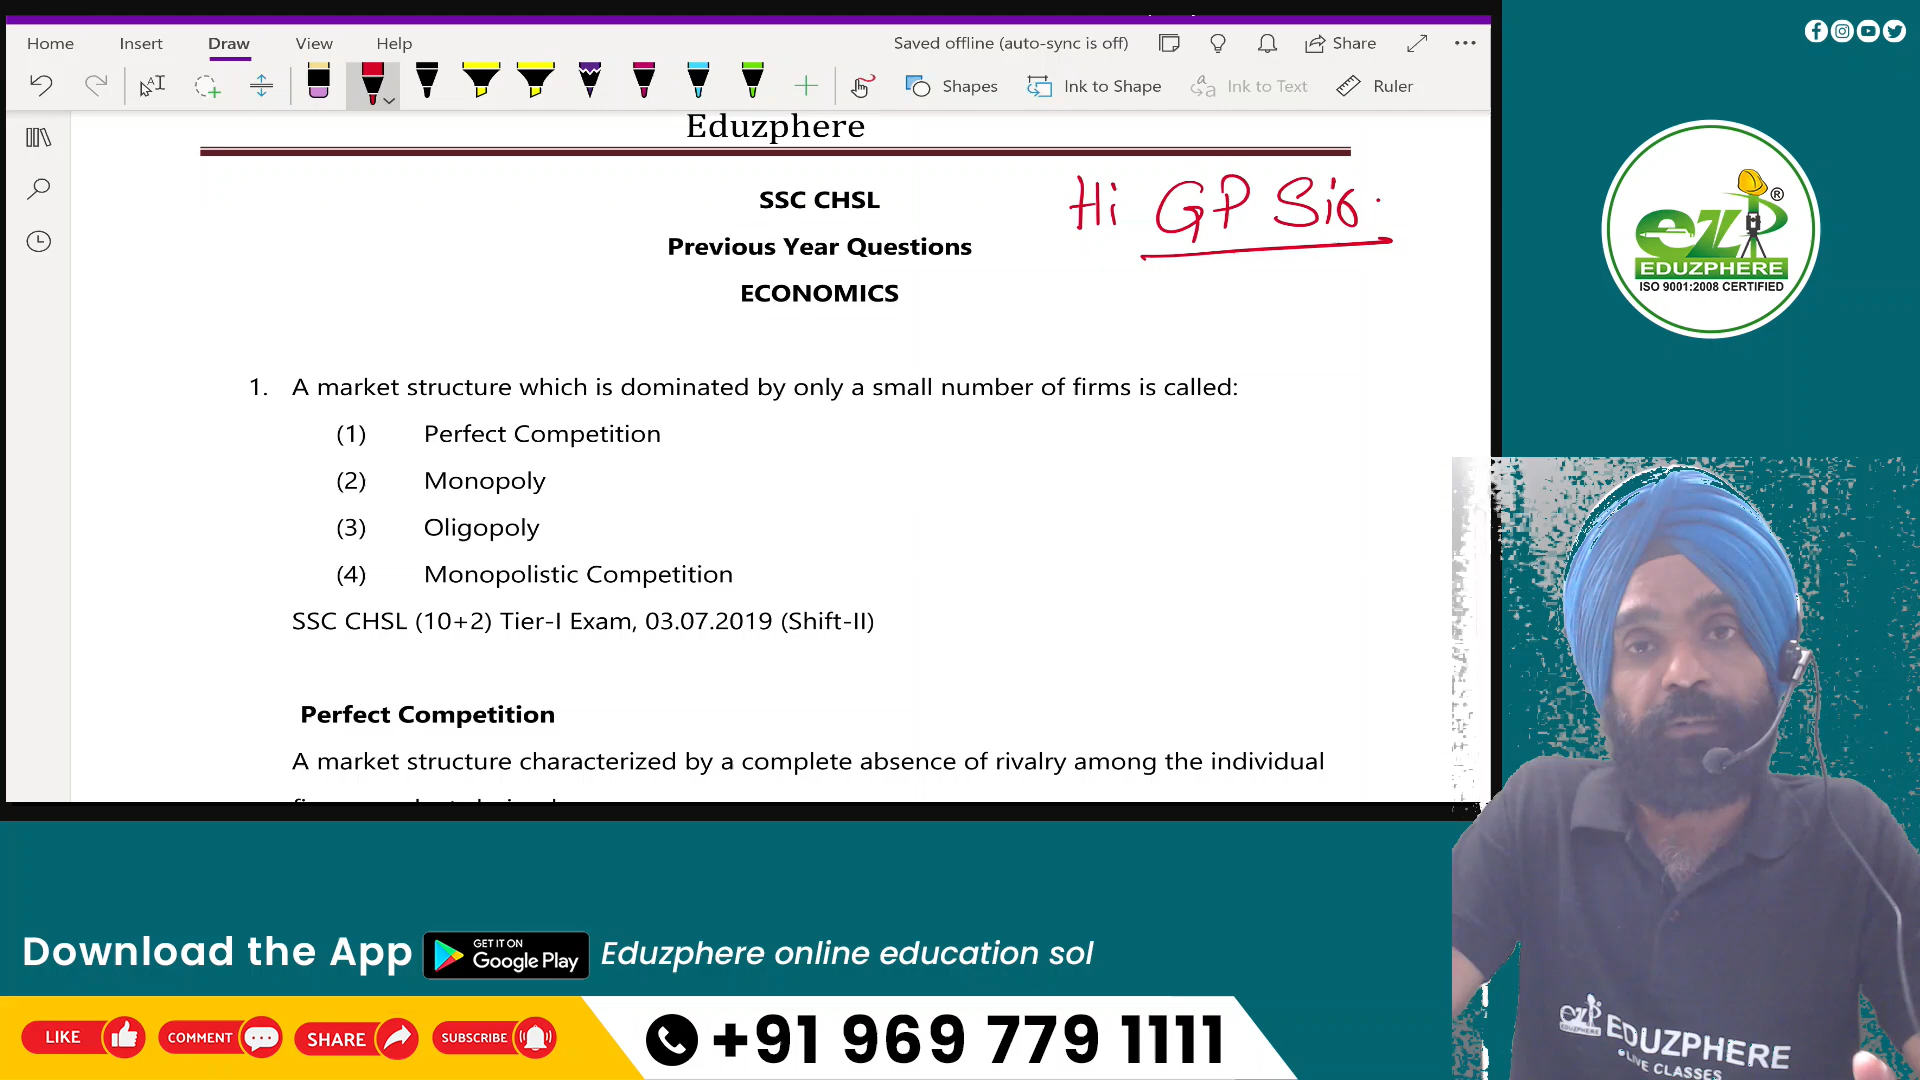 Home Insert Draw View Help Saved offline (auto-sync is off) Share
Shapes Ink to Shape Ink to Text Ruler
Eduzphere
Hi GP Sir.
SSC CHSL
Previous Year Questions
ECONOMICS
1. A market structure which is dominated by only a small number of firms is called:
(1) Perfect Competition
(2) Monopoly
(3) Oligopoly
(4) Monopolistic Competition
SSC CHSL (10+2) Tier-I Exam, 03.07.2019 (Shift-II)
Perfect Competition
A market structure characterized by a complete absence of rivalry among the individual
ezp
®
EDUZPHERE
ISO 9001:2008 CERTIFIED
Download the App GET IT ON Google Play Eduzphere online education sol
LIKE COMMENT SHARE SUBSCRIBE +91 969 779 1111
ezp EDUZPHERE
EDUZPHERE
LIVE CLASSES